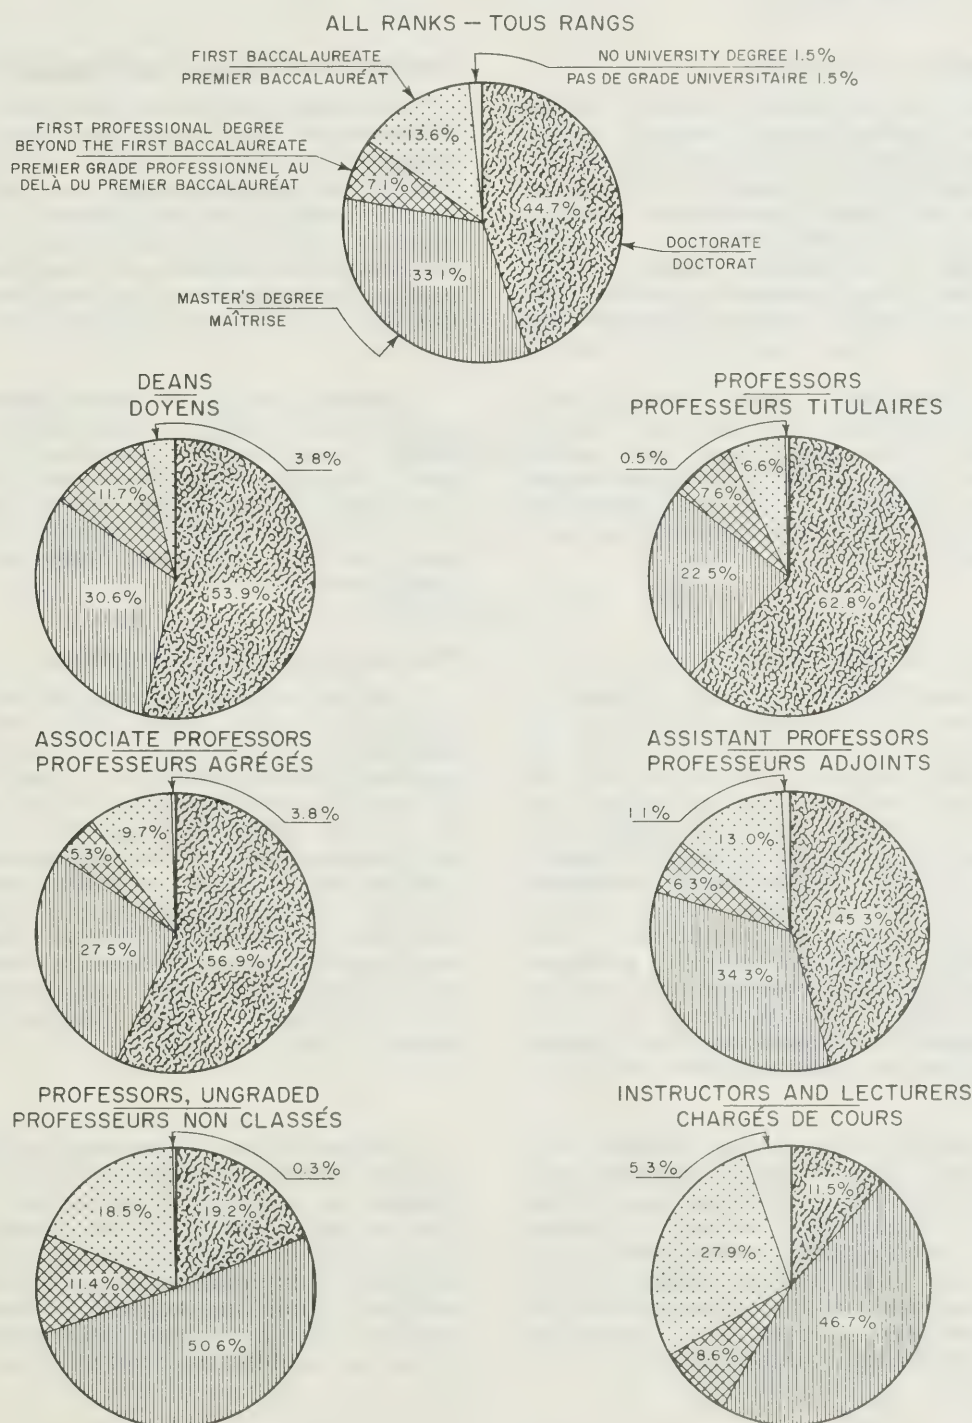 ALL RANKS — TOUS RANGS
FIRST BACCALAUREATE
PREMIER BACCALAURÉAT
NO UNIVERSITY DEGREE 1.5%
PAS DE GRADE UNIVERSITAIRE 1.5%
FIRST PROFESSIONAL DEGREE
BEYOND THE FIRST BACCALAUREATE
PREMIER GRADE PROFESSIONNEL AU
DELÀ DU PREMIER BACCALAURÉAT
13.6%
7.1%
44.7%
33.1%
DOCTORATE
DOCTORAT
MASTER'S DEGREE
MAÎTRISE
DEANS
DOYENS
3.8%
11.7%
30.6%
53.9%
PROFESSORS
PROFESSEURS TITULAIRES
0.5%
6.6%
7.6%
22.5%
62.8%
ASSOCIATE PROFESSORS
PROFESSEURS AGRÉGÉS
3.8%
9.7%
5.3%
27.5%
56.9%
ASSISTANT PROFESSORS
PROFESSEURS ADJOINTS
1.1%
13.0%
6.3%
45.3%
34.3%
PROFESSORS, UNGRADED
PROFESSEURS NON CLASSÉS
0.3%
18.5%
19.2%
11.4%
50.6%
INSTRUCTORS AND LECTURERS
CHARGÉS DE COURS
5.3%
11.5%
27.9%
46.7%
8.6%